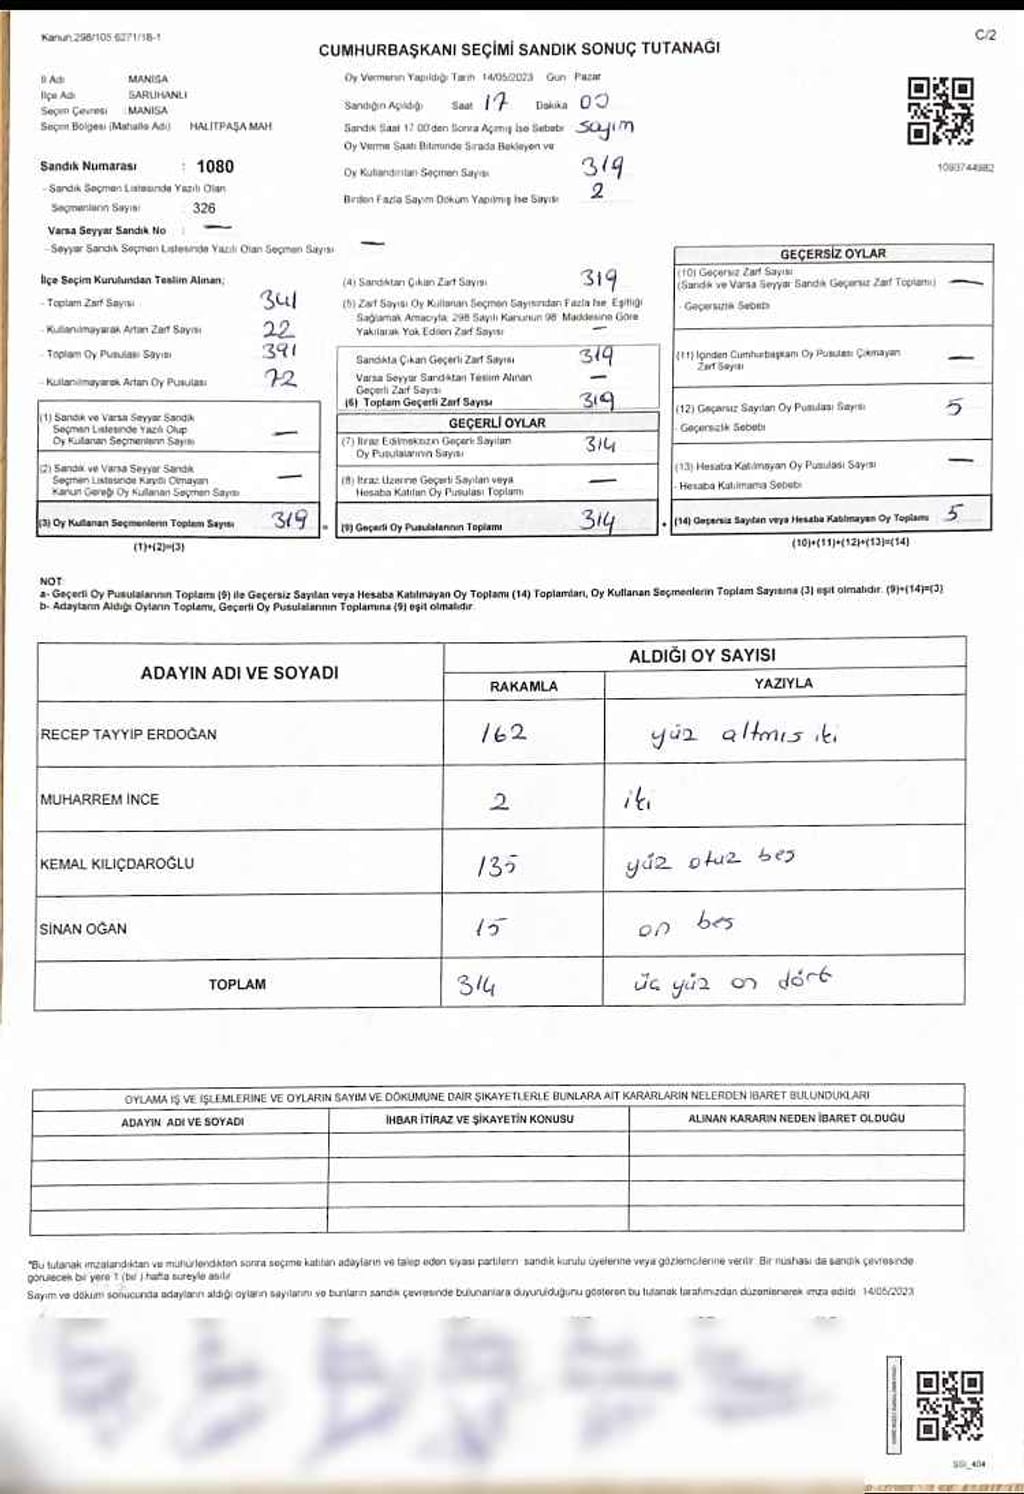 Kanun 298/105 6271/18-1
C/2
CUMHURBAŞKANI SEÇİMİ SANDIK SONUÇ TUTANAĞI
İl Adı MANİSA
İlçe Adı SARUHANLI
Seçim Çevresi : MANİSA
Seçim Bölgesi (Mahalle Adı) HALİTPAŞA MAH
Sandık Numarası : 1080
- Sandık Seçmen Listesinde Yazılı Olan
Seçmenlerin Sayısı : 326
Varsa Seyyar Sandık No : —
- Seyyar Sandık Seçmen Listesinde Yazılı Olan Seçmen Sayısı —
Oy Vermenin Yapıldığı Tarih 14/05/2023 Gün Pazar
Sandığın Açıldığı Saat 17 Dakika 00
Sandık Saat 17 00'den Sonra Açılmış İse Sebebi sayım
Oy Verme Saati Bitiminde Sırada Bekleyen ve
Oy Kullandırılan Seçmen Sayısı 319
Birden Fazla Sayım Döküm Yapılmış İse Sayısı 2
1093744982
İlçe Seçim Kurulundan Teslim Alınan;
- Toplam Zarf Sayısı 341
- Kullanılmayarak Artan Zarf Sayısı 22
- Toplam Oy Pusulası Sayısı 391
- Kullanılmayarak Artan Oy Pusulası 72
(1) Sandık ve Varsa Seyyar Sandık
Seçmen Listesinde Yazılı Olup
Oy Kullanan Seçmenlerin Sayısı —
(2) Sandık ve Varsa Seyyar Sandık
Seçmen Listesinde Kayıtlı Olmayan
Kanun Gereği Oy Kullanan Seçmen Sayısı —
(3) Oy Kullanan Seçmenlerin Toplam Sayısı 319
(1)+(2)=(3)
(4) Sandıktan Çıkan Zarf Sayısı 319
(5) Zarf Sayısı Oy Kullanan Seçmen Sayısından Fazla İse, Eşitliği
Sağlamak Amacıyla, 298 Sayılı Kanunun 98. Maddesine Göre
Yakılarak Yok Edilen Zarf Sayısı —
Sandıkta Çıkan Geçerli Zarf Sayısı 319
Varsa Seyyar Sandıktan Teslim Alınan
Geçerli Zarf Sayısı —
(6) Toplam Geçerli Zarf Sayısı 319
GEÇERLİ OYLAR
(7) İtiraz Edilmeksizin Geçerli Sayılan
Oy Pusulalarının Sayısı 314
(8) İtiraz Üzerine Geçerli Sayılan veya
Hesaba Katılan Oy Pusulası Toplamı —
(9) Geçerli Oy Pusulalarının Toplamı 314
GEÇERSİZ OYLAR
(10) Geçersiz Zarf Sayısı
(Sandık ve Varsa Seyyar Sandık Geçersiz Zarf Toplamı) —
- Geçersizlik Sebebi
(11) İçinden Cumhurbaşkanı Oy Pusulası Çıkmayan
Zarf Sayısı —
(12) Geçersiz Sayılan Oy Pusulası Sayısı 5
- Geçersizlik Sebebi
(13) Hesaba Katılmayan Oy Pusulası Sayısı —
- Hesaba Katılmama Sebebi
(14) Geçersiz Sayılan veya Hesaba Katılmayan Oy Toplamı 5
(10)+(11)+(12)+(13)=(14)
NOT
a- Geçerli Oy Pusulalarının Toplamı (9) ile Geçersiz Sayılan veya Hesaba Katılmayan Oy Toplamı (14) Toplamları, Oy Kullanan Seçmenlerin Toplam Sayısına (3) eşit olmalıdır. (9)+(14)=(3)
b- Adayların Aldığı Oyların Toplamı, Geçerli Oy Pusulalarının Toplamına (9) eşit olmalıdır
ADAYIN ADI VE SOYADI
ALDIĞI OY SAYISI
RAKAMLA YAZIYLA
RECEP TAYYİP ERDOĞAN 162 yüz altmıs iki
MUHARREM İNCE 2 iki
KEMAL KILIÇDAROĞLU 135 yüz otuz bes
SİNAN OĞAN 15 on bes
TOPLAM 314 üç yüz on dört
OYLAMA İŞ VE İŞLEMLERİNE VE OYLARIN SAYIM VE DÖKÜMÜNE DAİR ŞİKAYETLERLE BUNLARA AİT KARARLARIN NELERDEN İBARET BULUNDUKLARI
ADAYIN ADI VE SOYADI İHBAR İTİRAZ VE ŞİKAYETİN KONUSU ALINAN KARARIN NEDEN İBARET OLDUĞU
*Bu tutanak imzalandıktan ve mühürlendikten sonra seçime katılan adayların ve talep eden siyasi partilerin sandık kurulu üyelerine veya gözlemcilerine verilir. Bir nüshası da sandık çevresinde
görülecek bir yere 1 (bir ) hafta süreyle asılır
Sayım ve döküm sonucunda adayların aldığı oyların sayılarını ve bunların sandık çevresinde bulunanlara duyurulduğunu gösteren bu tutanak tarafımızdan düzenlenerek imza edildi 14/05/2023
SSİ_404